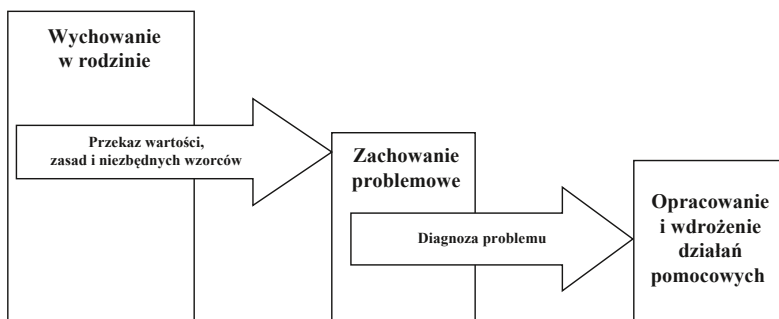 Wychowanie
w rodzinie
Przekaz wartości,
zasad i niezbędnych wzorców
Zachowanie
problemowe
Diagnoza problemu
Opracowanie
i wdrożenie
działań
pomocowych